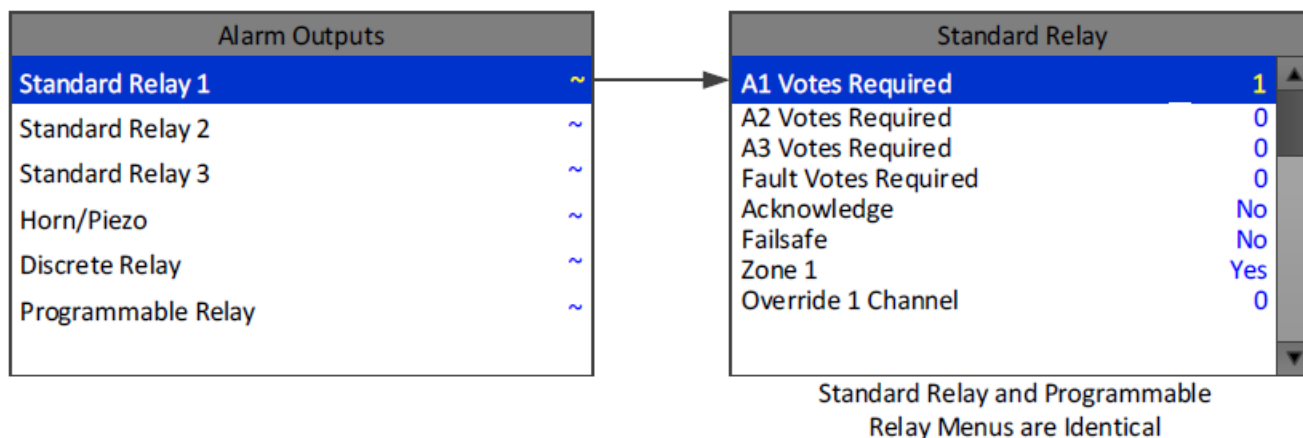 Alarm Outputs
Standard Relay 1 ~
Standard Relay 2 ~
Standard Relay 3 ~
Horn/Piezo ~
Discrete Relay ~
Programmable Relay ~
Standard Relay
A1 Votes Required 1
A2 Votes Required 0
A3 Votes Required 0
Fault Votes Required 0
Acknowledge No
Failsafe No
Zone 1 Yes
Override 1 Channel 0
Standard Relay and Programmable
Relay Menus are Identical